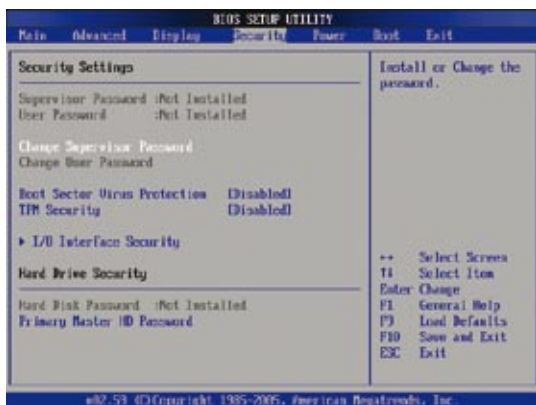 BIOS SETUP UTILITY
Main Advanced Display Security Power Boot Exit
Security Settings
Supervisor Password :Not Installed
User Password :Not Installed
Change Supervisor Password
Change User Password
Boot Sector Virus Protection [Disabled]
TPM Security [Disabled]
▸ I/O Interface Security
Hard Drive Security
Hard Disk Password :Not Installed
Primary Master HD Password
Install or Change the
password.
↔ Select Screen
↑↓ Select Item
Enter Change
F1 General Help
F9 Load Defaults
F10 Save and Exit
ESC Exit
v02.59 (C)Copyright 1985-2005, American Megatrends, Inc.